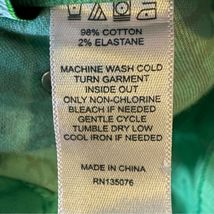 98% COTTON
2% ELASTANE
MACHINE WASH COLD
TURN GARMENT
INSIDE OUT
ONLY NON-CHLORINE
BLEACH IF NEEDED
GENTLE CYCLE
TUMBLE DRY LOW
COOL IRON IF NEEDED
MADE IN CHINA
RN135076